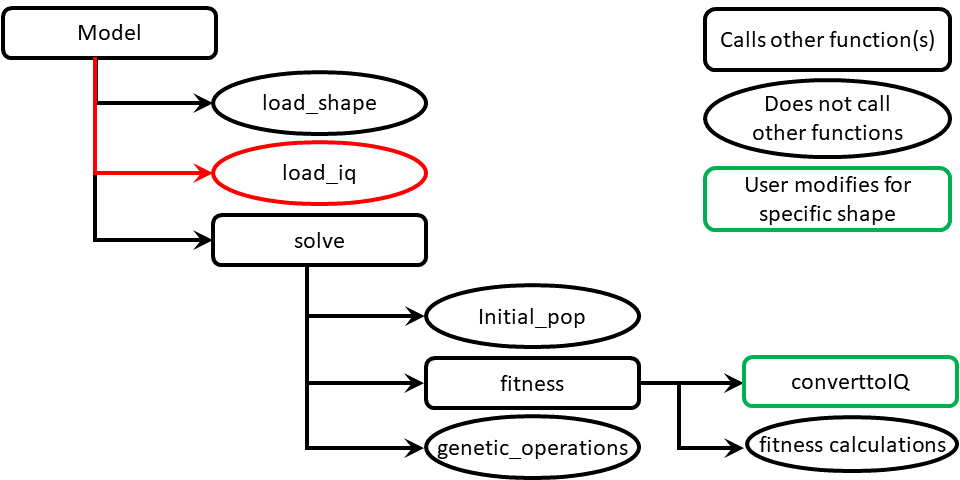 Model
load_shape
load_iq
solve
Initial_pop
fitness
genetic_operations
converttoIQ
fitness calculations
Calls other function(s)
Does not call
other functions
User modifies for
specific shape